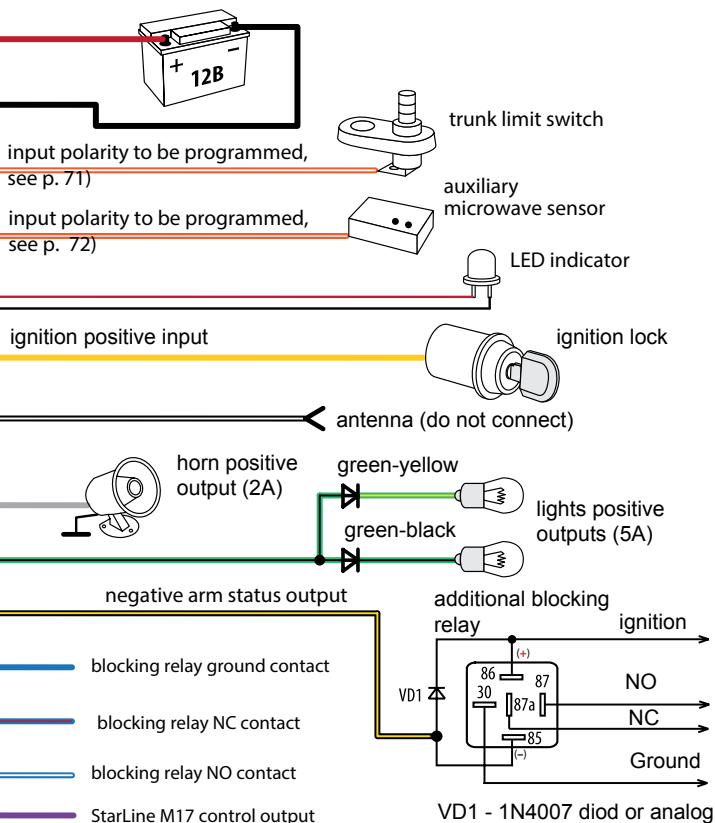 + −
12В
trunk limit switch
input polarity to be programmed,
see p. 71)
auxiliary
microwave sensor
input polarity to be programmed,
see p. 72)
LED indicator
ignition positive input
ignition lock
antenna (do not connect)
horn positive
output (2A)
green-yellow
lights positive
outputs (5A)
green-black
negative arm status output
additional blocking
relay
ignition
(+)
86
87
30
87a
NO
VD1
NC
85
(−)
Ground
blocking relay ground contact
blocking relay NC contact
blocking relay NO contact
StarLine M17 control output
VD1 - 1N4007 diod or analog